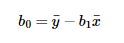 b₀ = ȳ − b₁x̄